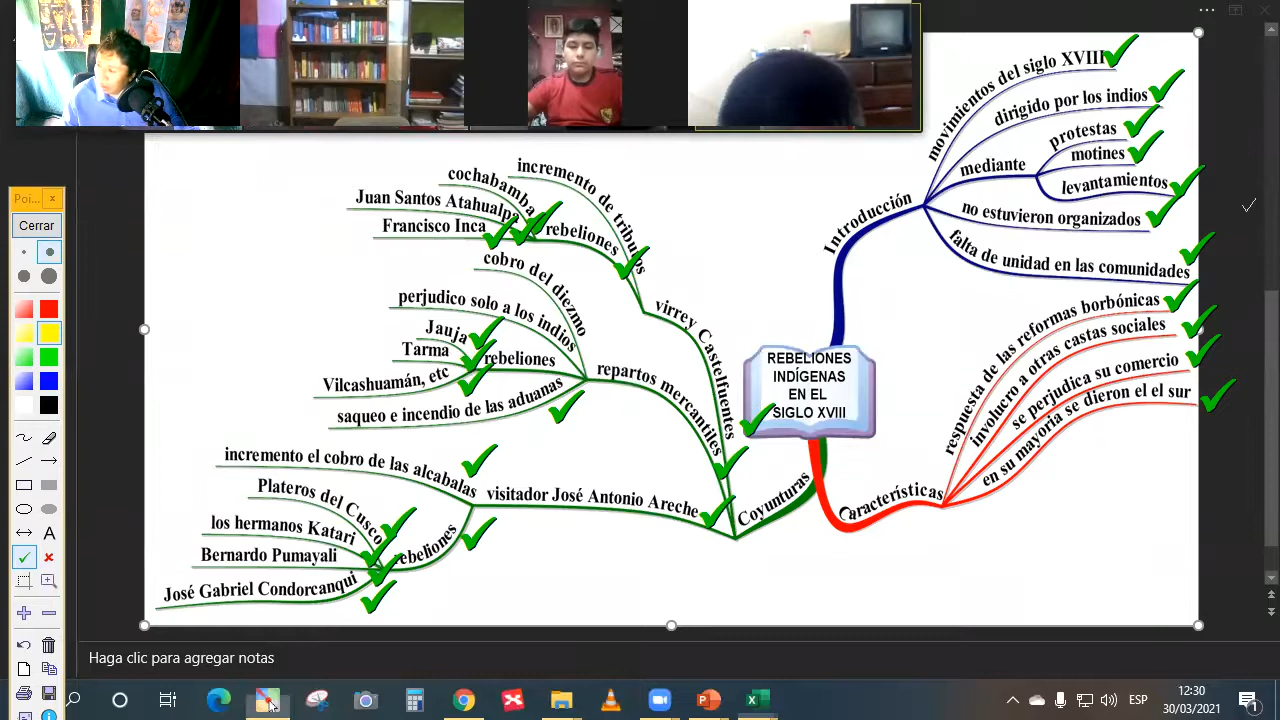 Poi...
Cerrar
A
REBELIONES
INDÍGENAS
EN EL
SIGLO XVIII
Introducción
movimientos del siglo XVIII
dirigido por los indios
mediante
protestas
motines
levantamientos
no estuvieron organizados
falta de unidad en las comunidades
Características
respuesta de las reformas borbónicas
involucro a otras castas sociales
se perjudica su comercio
en su mayoria se dieron el el sur
Coyunturas
virrey Castelfuentes
incremento de tributos
rebeliones
cochabamba
Juan Santos Atahualpa
Francisco Inca
repartos mercantiles
cobro del diezmo
perjudico solo a los indios
rebeliones
Jauja
Tarma
Vilcashuamán, etc
saqueo e incendio de las aduanas
visitador José Antonio Areche
incremento el cobro de las alcabalas
rebeliones
Plateros del Cusco
los hermanos Katari
Bernardo Pumayali
José Gabriel Condorcanqui
Haga clic para agregar notas
ESP
12:30
30/03/2021
1